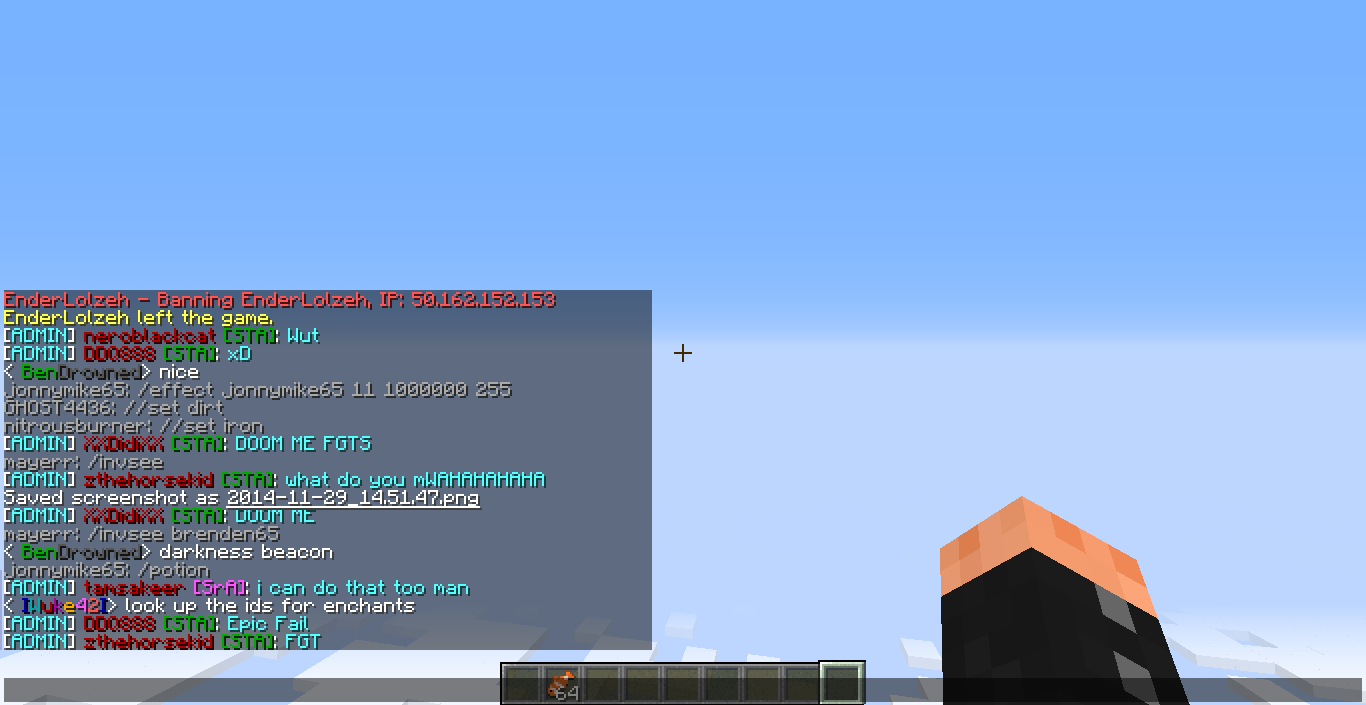 EnderLolzeh - Banning EnderLolzeh, IP: 50.162.152.153
EnderLolzeh left the game.
[ADMIN] neroblackcat [STA]: Wut
[ADMIN] DDQ888 [STA]: xD
< BenDrowned> nice
jonnymike65: /effect jonnymike65 11 1000000 255
GHOST4436: //set dirt
nitrousburner: //set iron
[ADMIN] XXDidiXX [STA]: DOOM ME FGTS
mayerr: /invsee
[ADMIN] zthehorsekid [STA]: what do you mWAHAHAHAHA
Saved screenshot as 2014-11-29_14.51.47.png
[ADMIN] XXDidiXX [STA]: DOOM ME
mayerr: /invsee brenden65
< BenDrowned> darkness beacon
jonnymike65: /potion
[ADMIN] tamsakeer [SrA]: i can do that too man
< uke42]> look up the ids for enchants
[ADMIN] DDQ888 [STA]: Epic Fail
[ADMIN] zthehorsekid [STA]: FGT
64